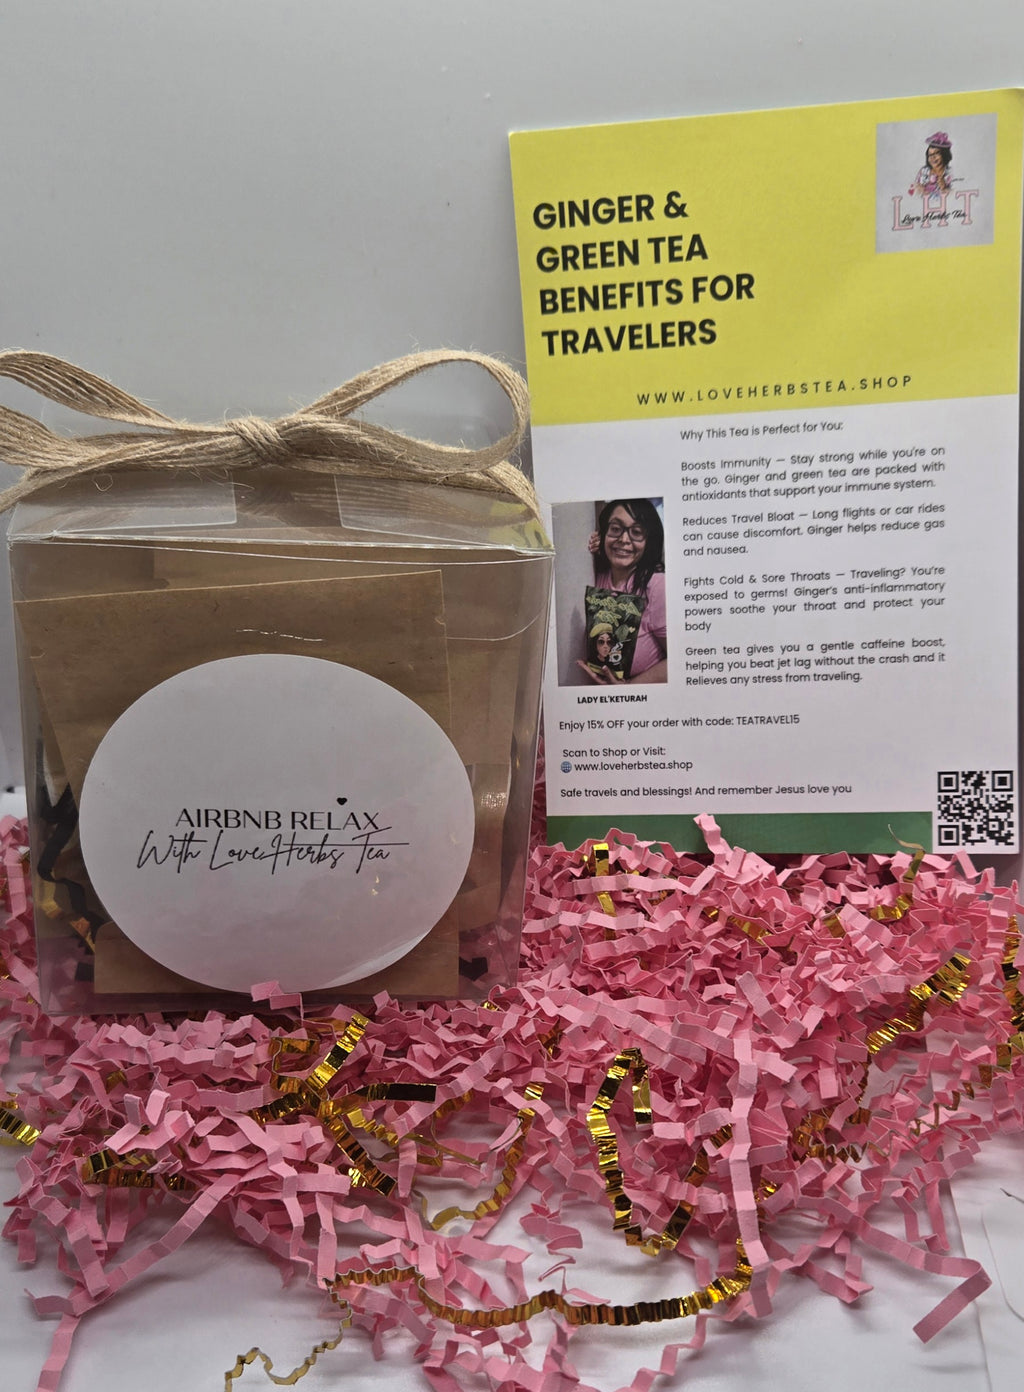 AIRBNB RELAX
With Love Herbs Tea
GINGER &
GREEN TEA
BENEFITS FOR
TRAVELERS
LHT
Love Herbs Tea
WWW.LOVEHERBSTEA.SHOP
Why This Tea is Perfect for You:
Boosts Immunity — Stay strong while you're on
the go. Ginger and green tea are packed with
antioxidants that support your immune system.
Reduces Travel Bloat — Long flights or car rides
can cause discomfort. Ginger helps reduce gas
and nausea.
Fights Cold & Sore Throats — Traveling? You're
exposed to germs! Ginger's anti-inflammatory
powers soothe your throat and protect your
body
Green tea gives you a gentle caffeine boost,
helping you beat jet lag without the crash and it
Relieves any stress from traveling.
LADY EL'KETURAH
Enjoy 15% OFF your order with code: TEATRAVEL15
Scan to Shop or Visit:
www.loveherbstea.shop
Safe travels and blessings! And remember Jesus love you